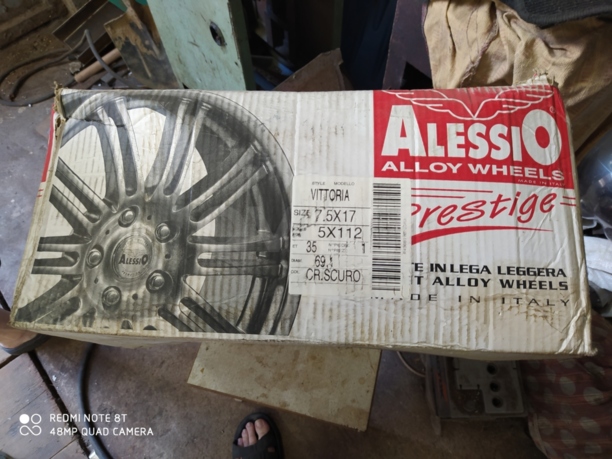 ALESSIO
ALLOY WHEELS
MADE IN ITALY
Prestige
VITTORIA
7.5X17
5X112
35 1
69.1
CR.SCURO
ALESSIO
E IN LEGA LEGGERA
T ALLOY WHEELS
DE IN ITALY
REDMI NOTE 8T
48MP QUAD CAMERA